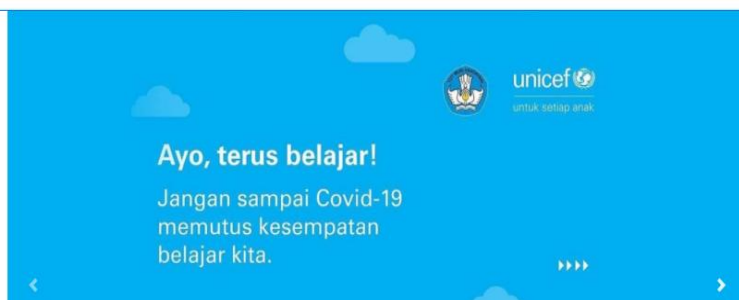 unicef
untuk setiap anak
Ayo, terus belajar!
Jangan sampai Covid-19
memutus kesempatan
belajar kita.